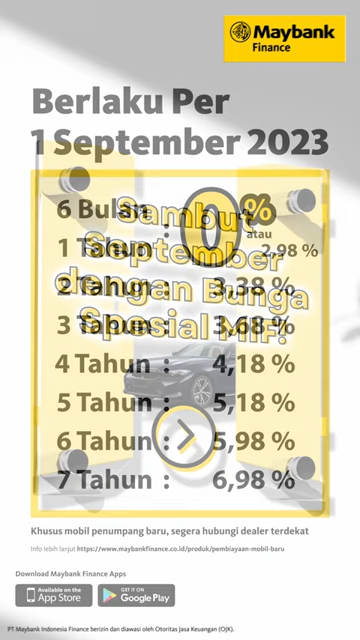 Maybank
Finance
Berlaku Per
1 September 2023
6 Bulan : 0%
atau
1 Tahun : 2,98 %
2 Tahun : 3,38 %
3 Tahun : 3,68 %
4 Tahun : 4,18 %
5 Tahun : 5,18 %
6 Tahun : 5,98 %
7 Tahun : 6,98 %
Sambut
September
dengan Bunga
Spesial MIF!
Khusus mobil penumpang baru, segera hubungi dealer terdekat
Info lebih lanjut https://www.maybankfinance.co.id/produk/pembiayaan-mobil-baru
Download Maybank Finance Apps
Available on the
App Store
GET IT ON
Google Play
PT Maybank Indonesia Finance berizin dan diawasi oleh Otoritas Jasa Keuangan (OJK).